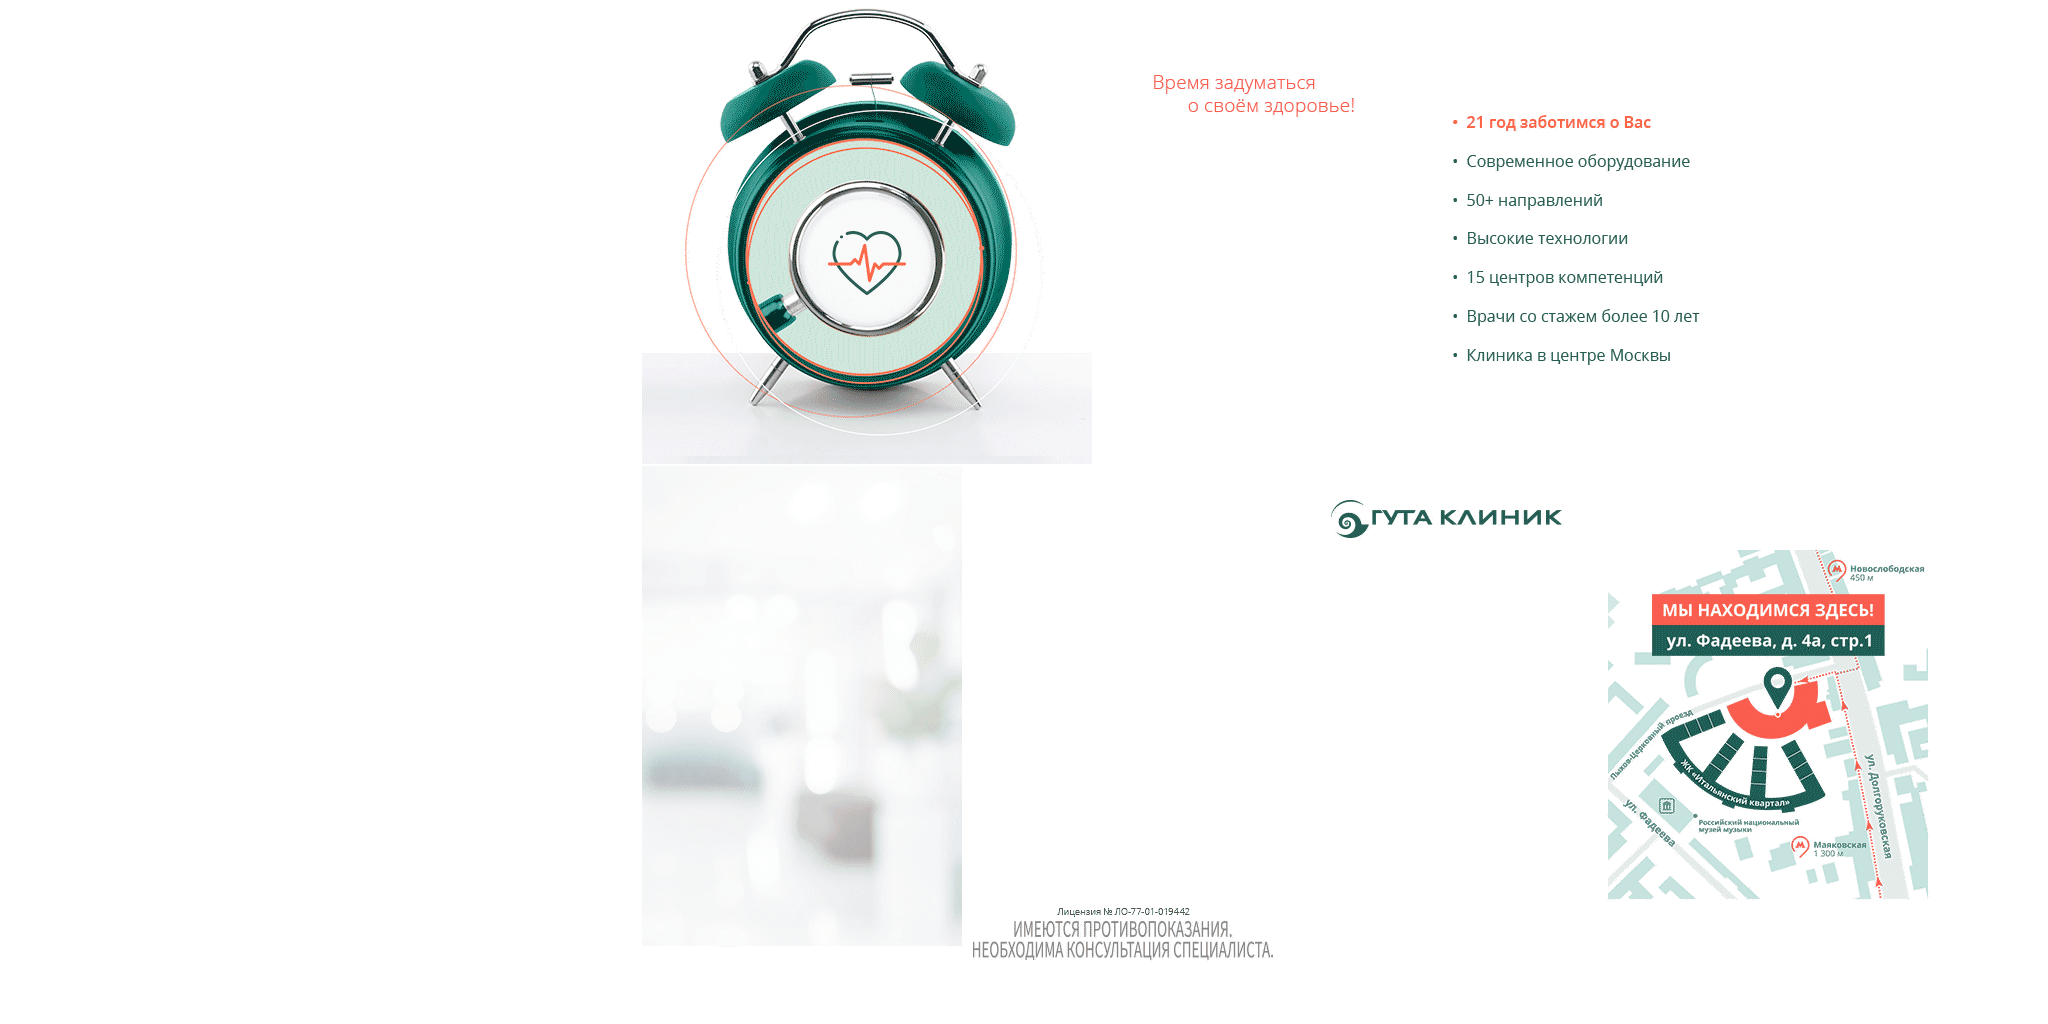 Время задуматься
о своём здоровье!
• 21 год заботимся о Вас
• Современное оборудование
• 50+ направлений
• Высокие технологии
• 15 центров компетенций
• Врачи со стажем более 10 лет
• Клиника в центре Москвы
ГУТА КЛИНИК
Новослободская
450 м
МЫ НАХОДИМСЯ ЗДЕСЬ!
ул. Фадеева, д. 4а, стр.1
Пыхов-Церковный проезд
ЖК «Итальянский квартал»
ул. Долгоруковская
ул. Фадеева
Российский национальный
музей музыки
Маяковская
1 300 м
Лицензия № ЛО-77-01-019442
ИМЕЮТСЯ ПРОТИВОПОКАЗАНИЯ.
НЕОБХОДИМА КОНСУЛЬТАЦИЯ СПЕЦИАЛИСТА.